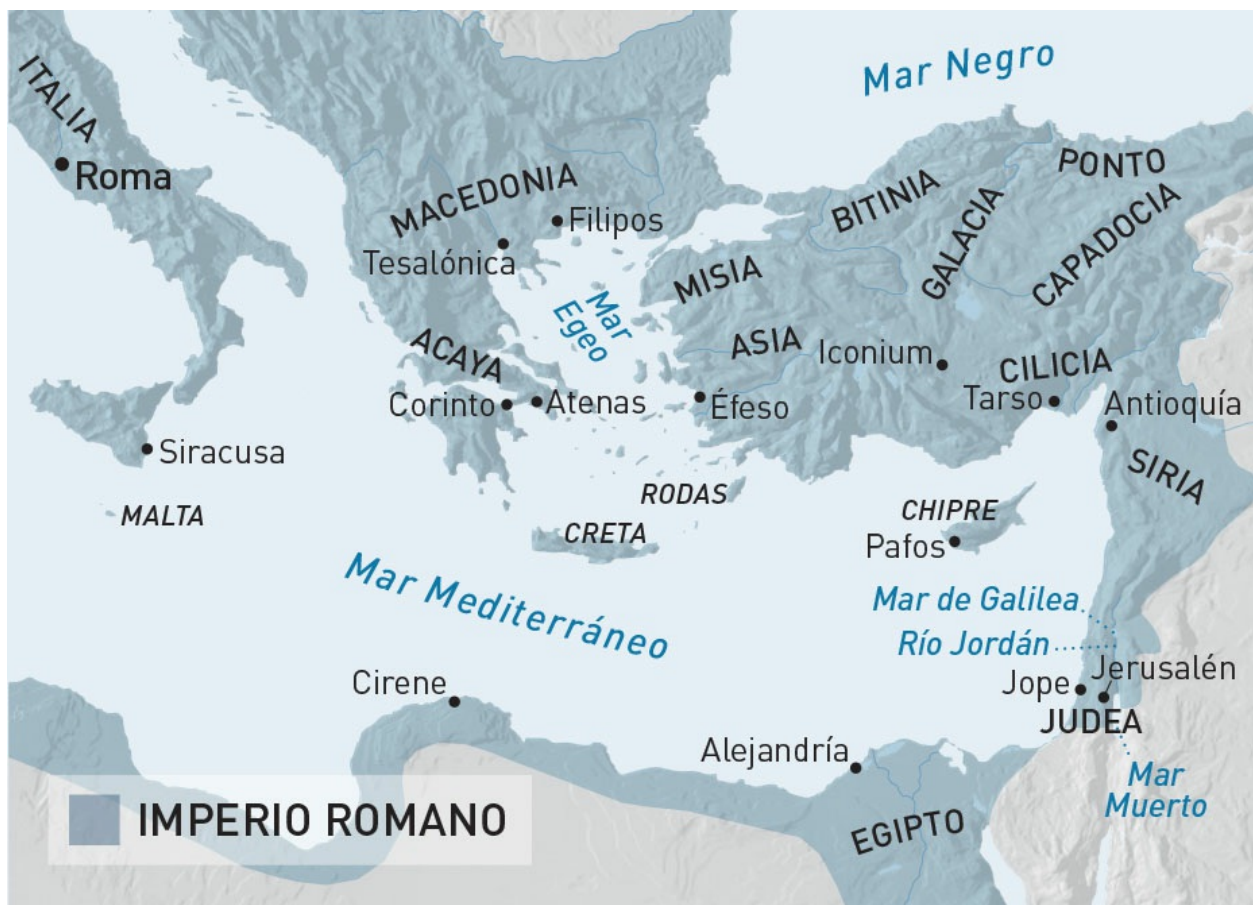 Mar Negro
ITALIA
Roma
PONTO
MACEDONIA
BITINIA
GALACIA
CAPADOCIA
Filipos
Tesalónica
MISIA
Mar
Egeo
ASIA
ACAYA
Iconium
CILICIA
Corinto
Atenas
Éfeso
Tarso
Antioquía
Siracusa
SIRIA
RODAS
MALTA
CHIPRE
CRETA
Pafos
Mar Mediterráneo
Mar de Galilea
Río Jordán
Jerusalén
Cirene
Jope
JUDEA
Alejandría
Mar
Muerto
EGIPTO
IMPERIO ROMANO